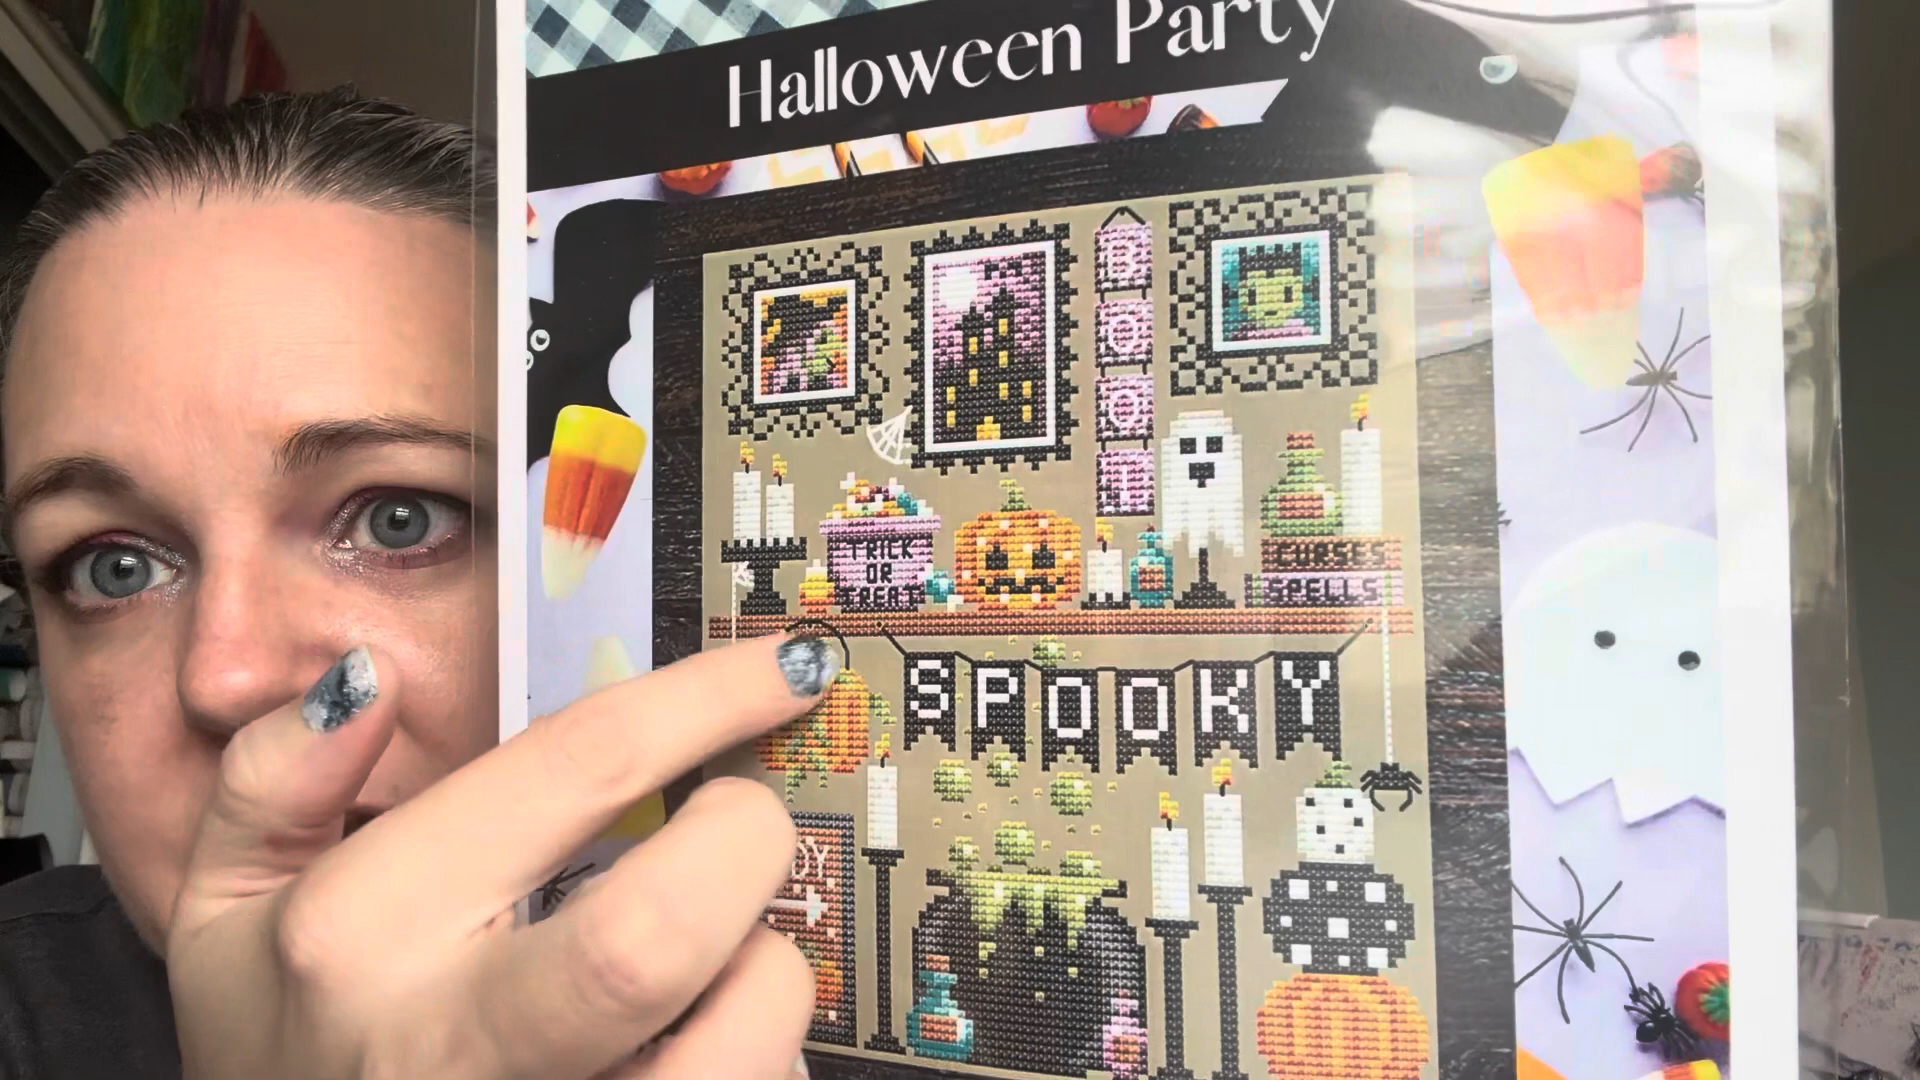 Halloween Party
BOO!
TRICK
OR
TREAT
CURSES
SPELLS
SPOOKY